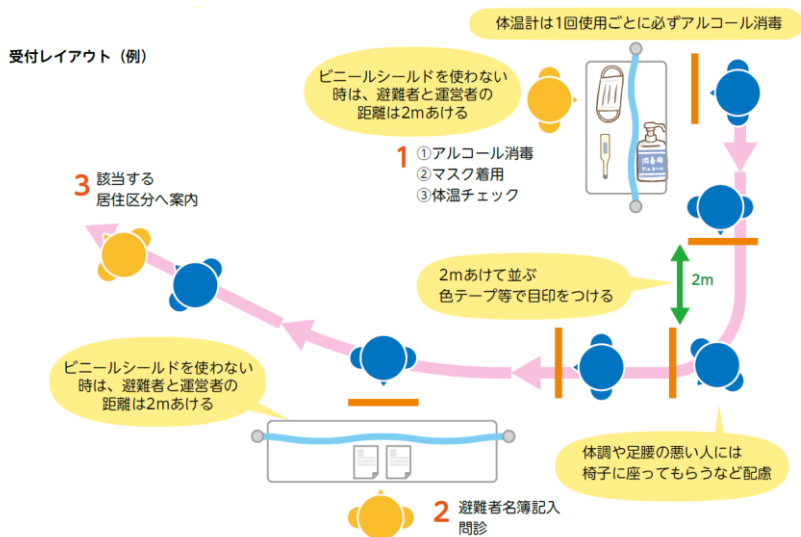 体温計は1回使用ごとに必ずアルコール消毒
受付レイアウト（例）
ビニールシールドを使わない
時は、避難者と運営者の
距離は2mあける
1 ①アルコール消毒
②マスク着用
③体温チェック
消毒用
アルコール
3 該当する
居住区分へ案内
2mあけて並ぶ
色テープ等で目印をつける
2m
ビニールシールドを使わない
時は、避難者と運営者の
距離は2mあける
体調や足腰の悪い人には
椅子に座ってもらうなど配慮
2 避難者名簿記入
問診